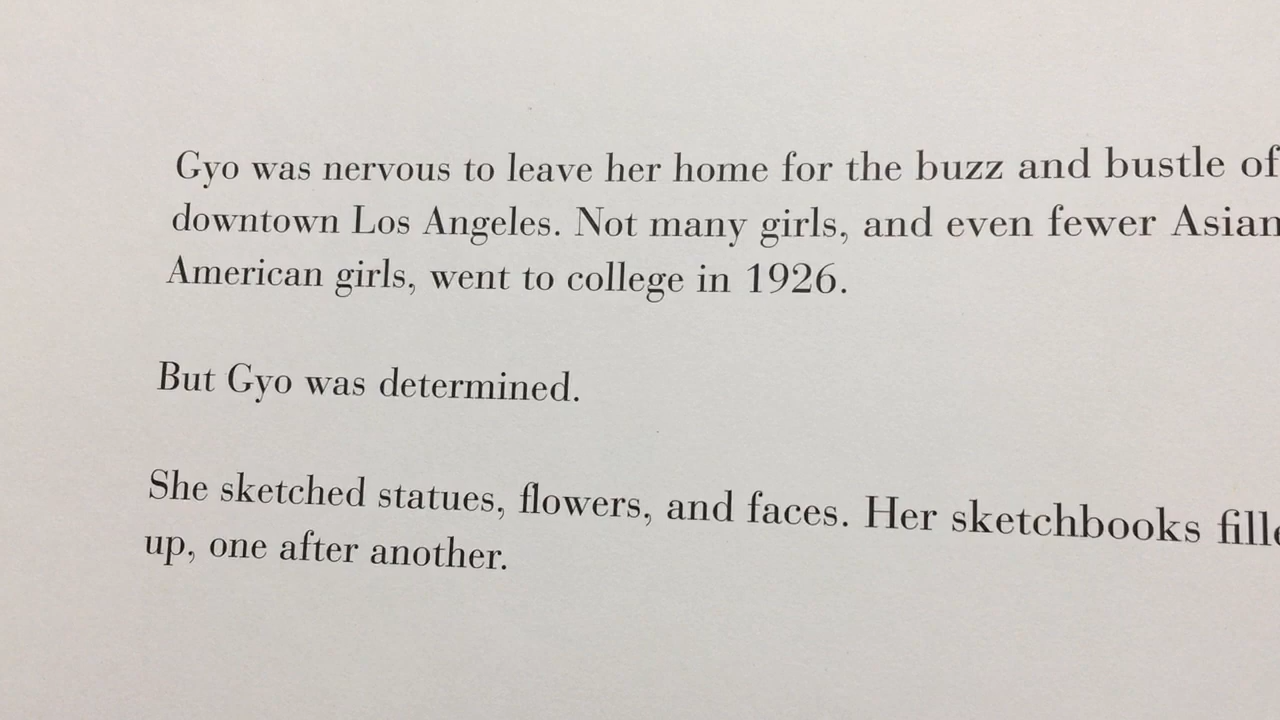 Gyo was nervous to leave her home for the buzz and bustle of
downtown Los Angeles. Not many girls, and even fewer Asian
American girls, went to college in 1926.
But Gyo was determined.
She sketched statues, flowers, and faces. Her sketchbooks
up, one after another.